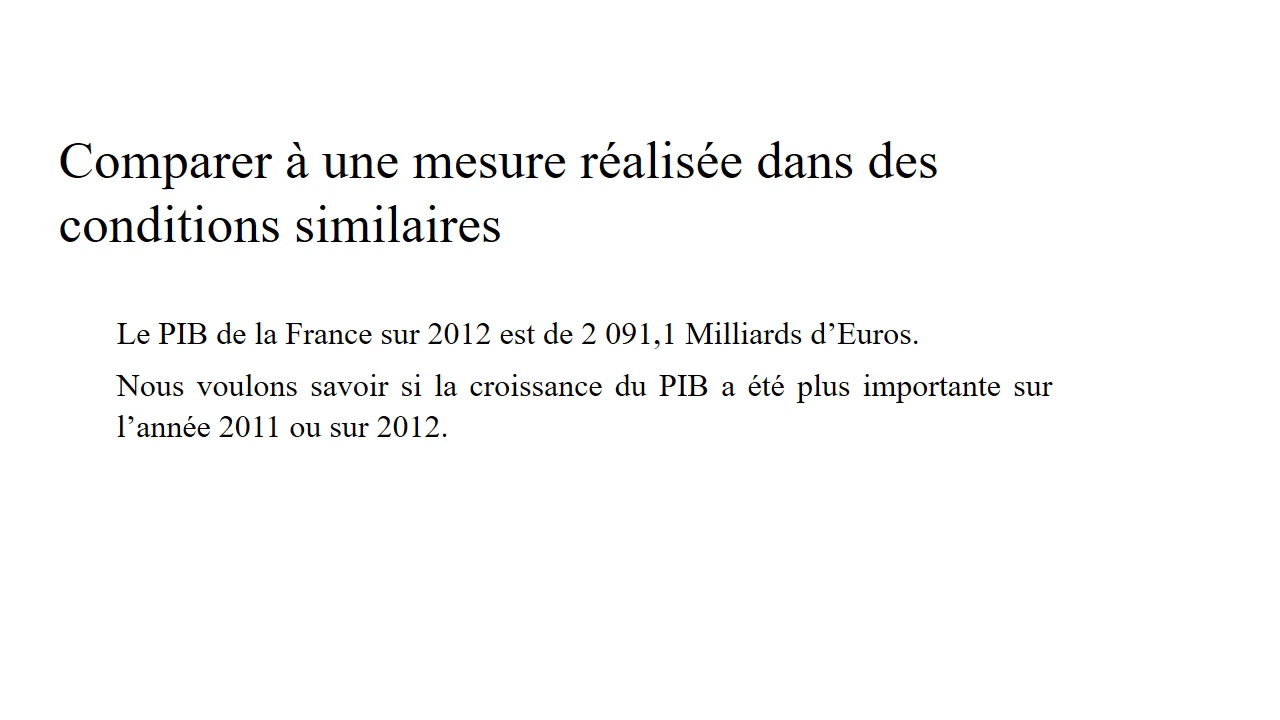 Comparer à une mesure réalisée dans des
conditions similaires
Le PIB de la France sur 2012 est de 2 091,1 Milliards d’Euros.
Nous voulons savoir si la croissance du PIB a été plus importante sur
l’année 2011 ou sur 2012.